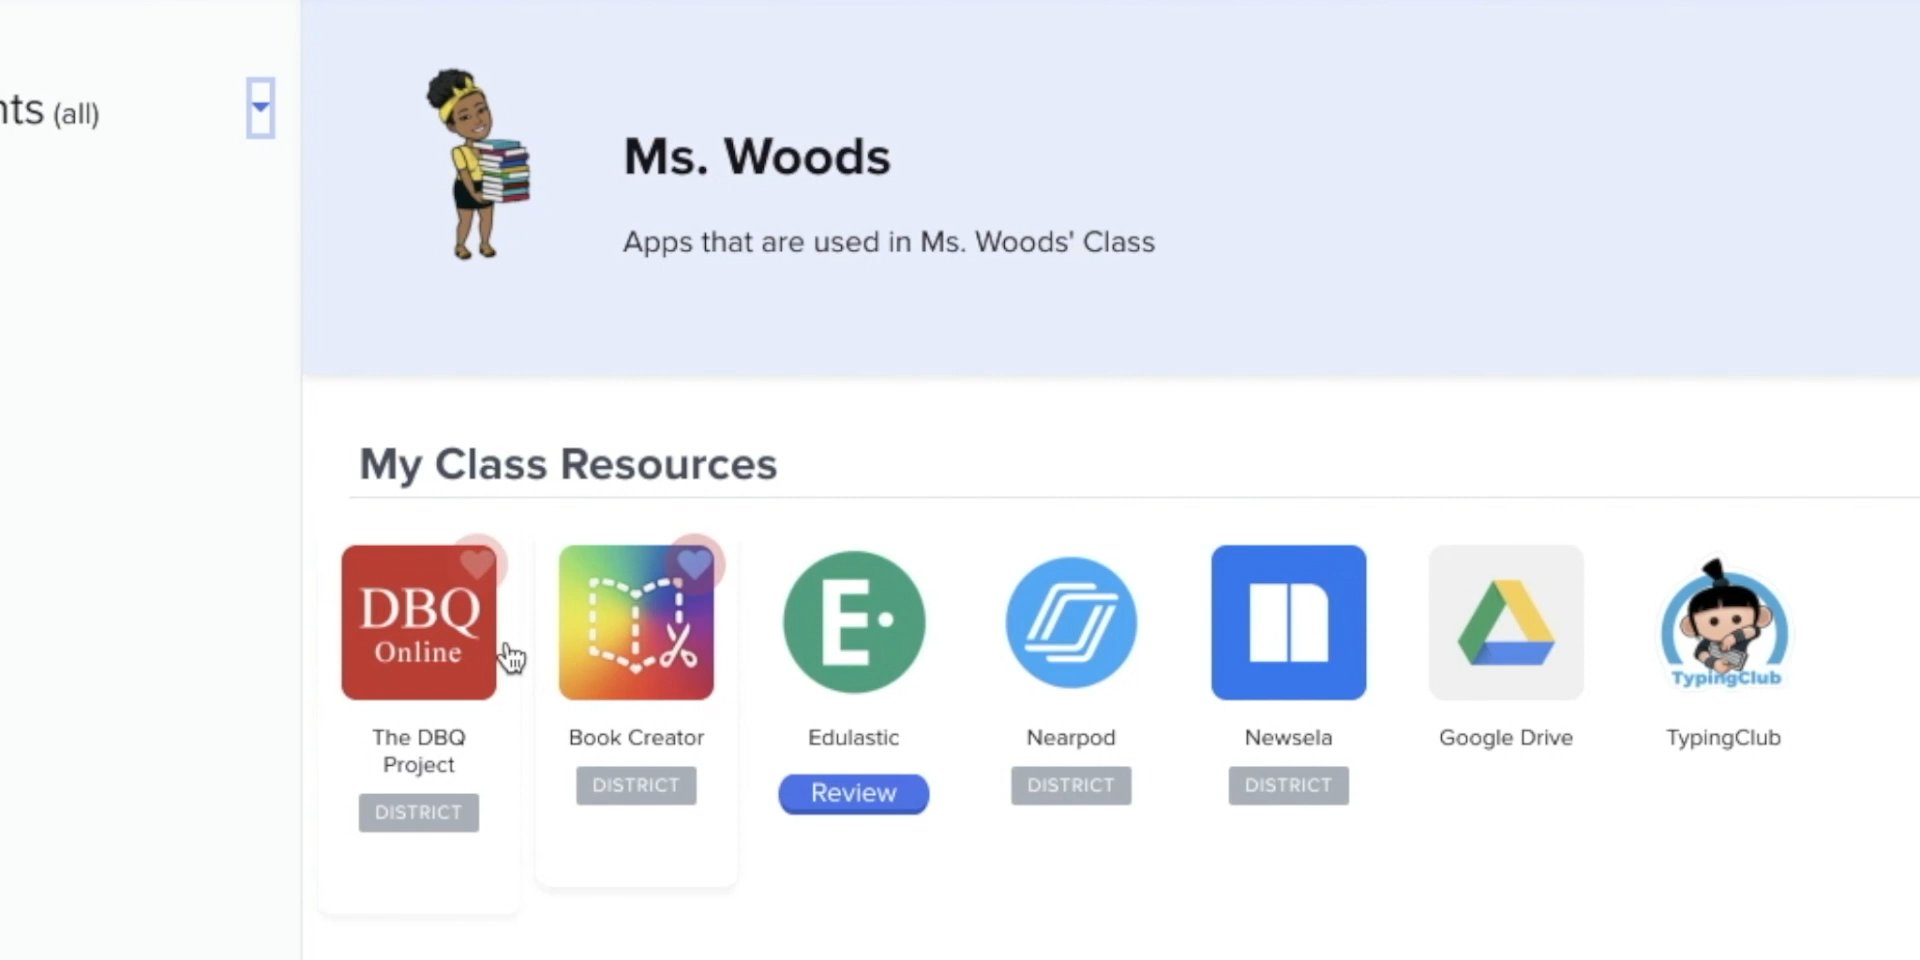 nts (all)
Ms. Woods
Apps that are used in Ms. Woods' Class
My Class Resources
DBQ
Online
E
TypingClub
The DBQ
Project
DISTRICT
Book Creator
DISTRICT
Edulastic
Review
Nearpod
DISTRICT
Newsela
DISTRICT
Google Drive
TypingClub